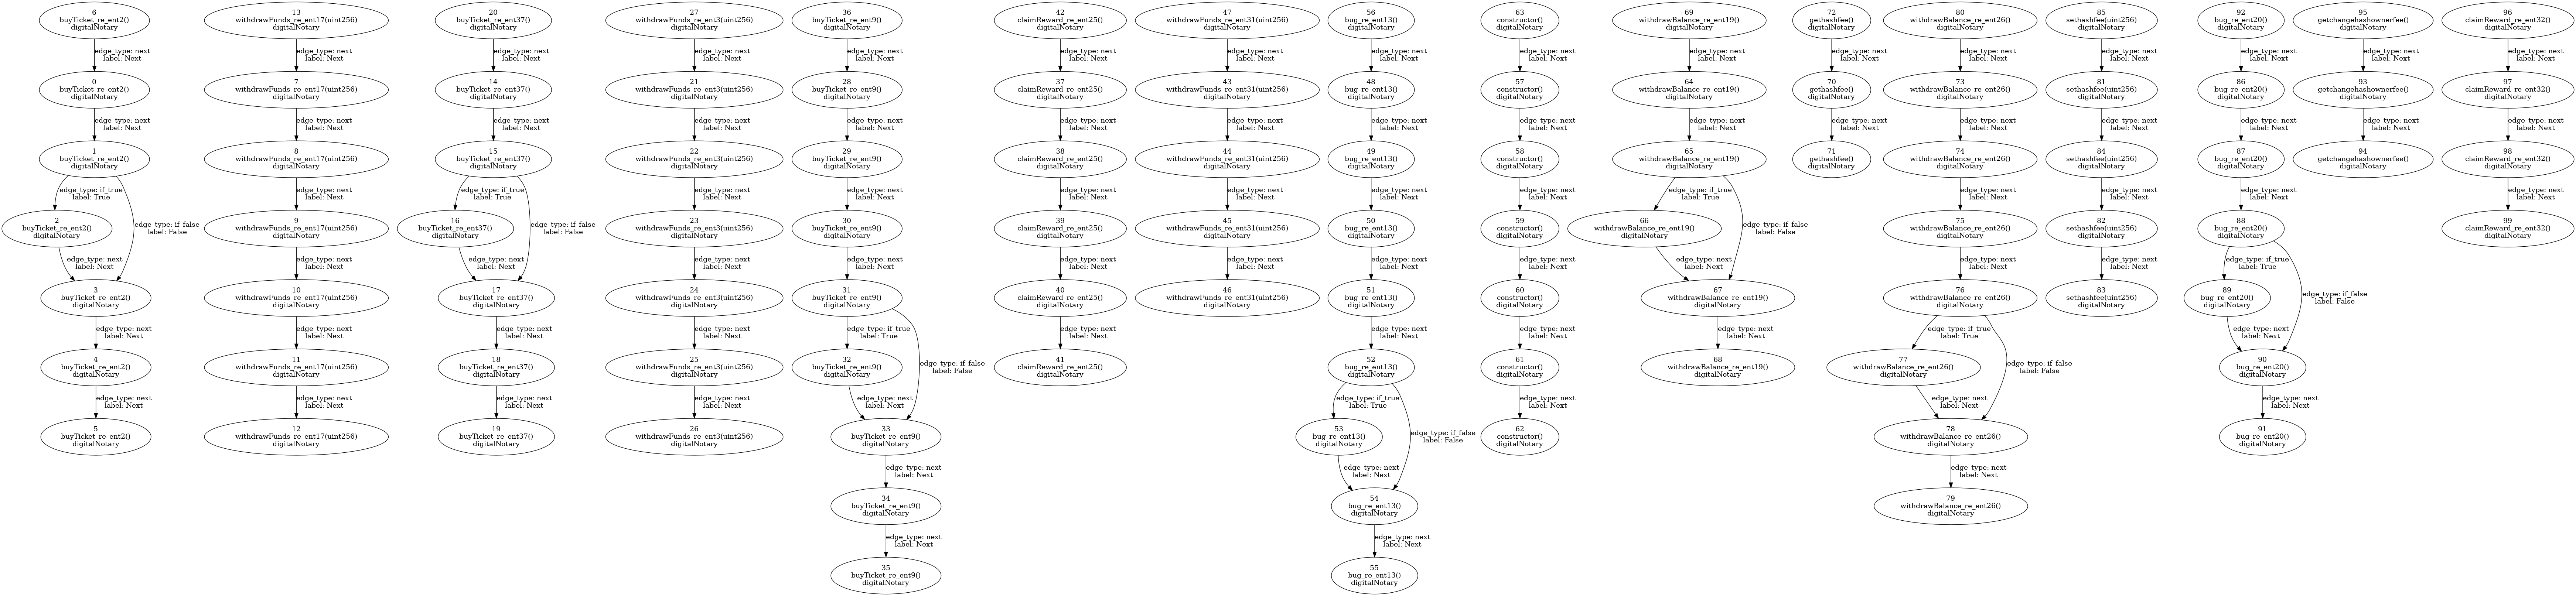 6
buyTicket_re_ent2()
digitalNotary
edge_type: next
label: Next
0
buyTicket_re_ent2()
digitalNotary
edge_type: next
label: Next
1
buyTicket_re_ent2()
digitalNotary
edge_type: if_true
label: True
edge_type: if_false
label: False
2
buyTicket_re_ent2()
digitalNotary
edge_type: next
label: Next
3
buyTicket_re_ent2()
digitalNotary
edge_type: next
label: Next
4
buyTicket_re_ent2()
digitalNotary
edge_type: next
label: Next
5
buyTicket_re_ent2()
digitalNotary
13
withdrawFunds_re_ent17(uint256)
digitalNotary
edge_type: next
label: Next
7
withdrawFunds_re_ent17(uint256)
digitalNotary
edge_type: next
label: Next
8
withdrawFunds_re_ent17(uint256)
digitalNotary
edge_type: next
label: Next
9
withdrawFunds_re_ent17(uint256)
digitalNotary
edge_type: next
label: Next
10
withdrawFunds_re_ent17(uint256)
digitalNotary
edge_type: next
label: Next
11
withdrawFunds_re_ent17(uint256)
digitalNotary
edge_type: next
label: Next
12
withdrawFunds_re_ent17(uint256)
digitalNotary
20
buyTicket_re_ent37()
digitalNotary
edge_type: next
label: Next
14
buyTicket_re_ent37()
digitalNotary
edge_type: next
label: Next
15
buyTicket_re_ent37()
digitalNotary
edge_type: if_true
label: True
edge_type: if_false
label: False
16
buyTicket_re_ent37()
digitalNotary
edge_type: next
label: Next
17
buyTicket_re_ent37()
digitalNotary
edge_type: next
label: Next
18
buyTicket_re_ent37()
digitalNotary
edge_type: next
label: Next
19
buyTicket_re_ent37()
digitalNotary
27
withdrawFunds_re_ent3(uint256)
digitalNotary
edge_type: next
label: Next
21
withdrawFunds_re_ent3(uint256)
digitalNotary
edge_type: next
label: Next
22
withdrawFunds_re_ent3(uint256)
digitalNotary
edge_type: next
label: Next
23
withdrawFunds_re_ent3(uint256)
digitalNotary
edge_type: next
label: Next
24
withdrawFunds_re_ent3(uint256)
digitalNotary
edge_type: next
label: Next
25
withdrawFunds_re_ent3(uint256)
digitalNotary
edge_type: next
label: Next
26
withdrawFunds_re_ent3(uint256)
digitalNotary
36
buyTicket_re_ent9()
digitalNotary
edge_type: next
label: Next
28
buyTicket_re_ent9()
digitalNotary
edge_type: next
label: Next
29
buyTicket_re_ent9()
digitalNotary
edge_type: next
label: Next
30
buyTicket_re_ent9()
digitalNotary
edge_type: next
label: Next
31
buyTicket_re_ent9()
digitalNotary
edge_type: if_true
label: True
edge_type: if_false
label: False
32
buyTicket_re_ent9()
digitalNotary
edge_type: next
label: Next
33
buyTicket_re_ent9()
digitalNotary
edge_type: next
label: Next
34
buyTicket_re_ent9()
digitalNotary
edge_type: next
label: Next
35
buyTicket_re_ent9()
digitalNotary
42
claimReward_re_ent25()
digitalNotary
edge_type: next
label: Next
37
claimReward_re_ent25()
digitalNotary
edge_type: next
label: Next
38
claimReward_re_ent25()
digitalNotary
edge_type: next
label: Next
39
claimReward_re_ent25()
digitalNotary
edge_type: next
label: Next
40
claimReward_re_ent25()
digitalNotary
edge_type: next
label: Next
41
claimReward_re_ent25()
digitalNotary
47
withdrawFunds_re_ent31(uint256)
digitalNotary
edge_type: next
label: Next
43
withdrawFunds_re_ent31(uint256)
digitalNotary
edge_type: next
label: Next
44
withdrawFunds_re_ent31(uint256)
digitalNotary
edge_type: next
label: Next
45
withdrawFunds_re_ent31(uint256)
digitalNotary
edge_type: next
label: Next
46
withdrawFunds_re_ent31(uint256)
digitalNotary
56
bug_re_ent13()
digitalNotary
edge_type: next
label: Next
48
bug_re_ent13()
digitalNotary
edge_type: next
label: Next
49
bug_re_ent13()
digitalNotary
edge_type: next
label: Next
50
bug_re_ent13()
digitalNotary
edge_type: next
label: Next
51
bug_re_ent13()
digitalNotary
edge_type: next
label: Next
52
bug_re_ent13()
digitalNotary
edge_type: if_true
label: True
edge_type: if_false
label: False
53
bug_re_ent13()
digitalNotary
edge_type: next
label: Next
54
bug_re_ent13()
digitalNotary
edge_type: next
label: Next
55
bug_re_ent13()
digitalNotary
63
constructor()
digitalNotary
edge_type: next
label: Next
57
constructor()
digitalNotary
edge_type: next
label: Next
58
constructor()
digitalNotary
edge_type: next
label: Next
59
constructor()
digitalNotary
edge_type: next
label: Next
60
constructor()
digitalNotary
edge_type: next
label: Next
61
constructor()
digitalNotary
edge_type: next
label: Next
62
constructor()
digitalNotary
69
withdrawBalance_re_ent19()
digitalNotary
edge_type: next
label: Next
64
withdrawBalance_re_ent19()
digitalNotary
edge_type: next
label: Next
65
withdrawBalance_re_ent19()
digitalNotary
edge_type: if_true
label: True
edge_type: if_false
label: False
66
withdrawBalance_re_ent19()
digitalNotary
edge_type: next
label: Next
67
withdrawBalance_re_ent19()
digitalNotary
edge_type: next
label: Next
68
withdrawBalance_re_ent19()
digitalNotary
72
gethashfee()
digitalNotary
edge_type: next
label: Next
70
gethashfee()
digitalNotary
edge_type: next
label: Next
71
gethashfee()
digitalNotary
80
withdrawBalance_re_ent26()
digitalNotary
edge_type: next
label: Next
73
withdrawBalance_re_ent26()
digitalNotary
edge_type: next
label: Next
74
withdrawBalance_re_ent26()
digitalNotary
edge_type: next
label: Next
75
withdrawBalance_re_ent26()
digitalNotary
edge_type: next
label: Next
76
withdrawBalance_re_ent26()
digitalNotary
edge_type: if_true
label: True
edge_type: if_false
label: False
77
withdrawBalance_re_ent26()
digitalNotary
edge_type: next
label: Next
78
withdrawBalance_re_ent26()
digitalNotary
edge_type: next
label: Next
79
withdrawBalance_re_ent26()
digitalNotary
85
sethashfee(uint256)
digitalNotary
edge_type: next
label: Next
81
sethashfee(uint256)
digitalNotary
edge_type: next
label: Next
84
sethashfee(uint256)
digitalNotary
edge_type: next
label: Next
82
sethashfee(uint256)
digitalNotary
edge_type: next
label: Next
83
sethashfee(uint256)
digitalNotary
92
bug_re_ent20()
digitalNotary
edge_type: next
label: Next
86
bug_re_ent20()
digitalNotary
edge_type: next
label: Next
87
bug_re_ent20()
digitalNotary
edge_type: next
label: Next
88
bug_re_ent20()
digitalNotary
edge_type: if_true
label: True
edge_type: if_false
label: False
89
bug_re_ent20()
digitalNotary
edge_type: next
label: Next
90
bug_re_ent20()
digitalNotary
edge_type: next
label: Next
91
bug_re_ent20()
digitalNotary
95
getchangehashownerfee()
digitalNotary
edge_type: next
label: Next
93
getchangehashownerfee()
digitalNotary
edge_type: next
label: Next
94
getchangehashownerfee()
digitalNotary
96
claimReward_re_ent32()
digitalNotary
edge_type: next
label: Next
97
claimReward_re_ent32()
digitalNotary
edge_type: next
label: Next
98
claimReward_re_ent32()
digitalNotary
edge_type: next
label: Next
99
claimReward_re_ent32()
digitalNotary